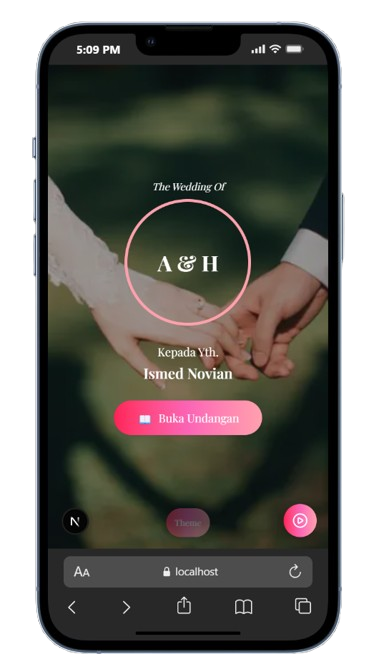 5:09 PM
The Wedding Of
A & H
Kepada Yth.
Ismed Novian
Buka Undangan
N
Theme
AA
localhost